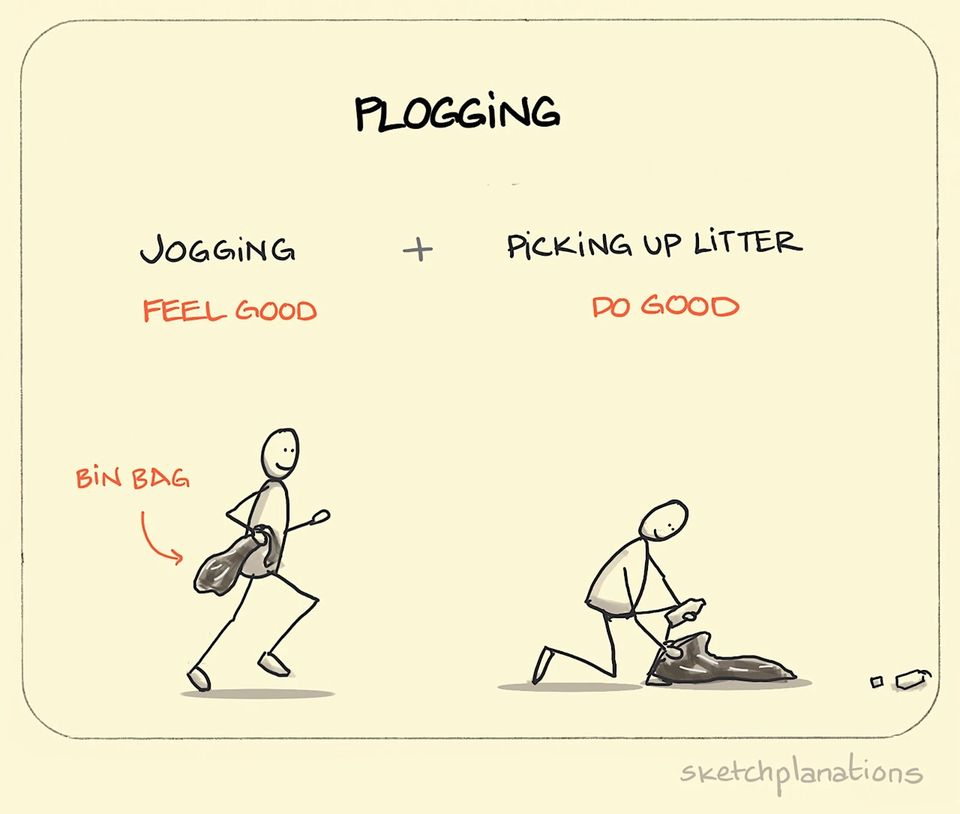 PLOGGiNG
JOGGiNG + PiCKiNG UP LiTTER
FEEL GOOD DO GOOD
BiN BAG
sketchplanations